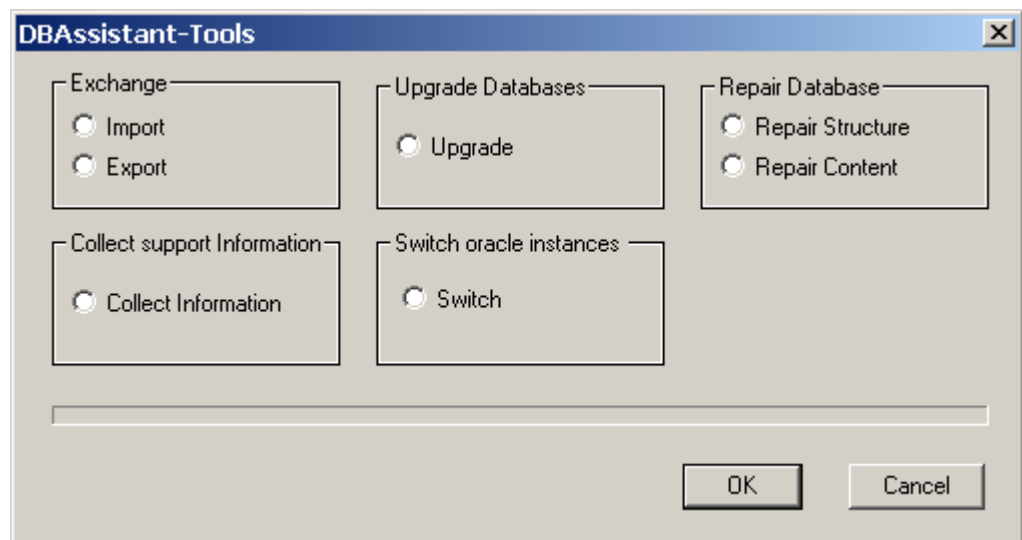 DBAssistant-Tools
Exchange
Import
Export
Upgrade Databases
Upgrade
Repair Database
Repair Structure
Repair Content
Collect support Information
Collect Information
Switch oracle instances
Switch
OK
Cancel